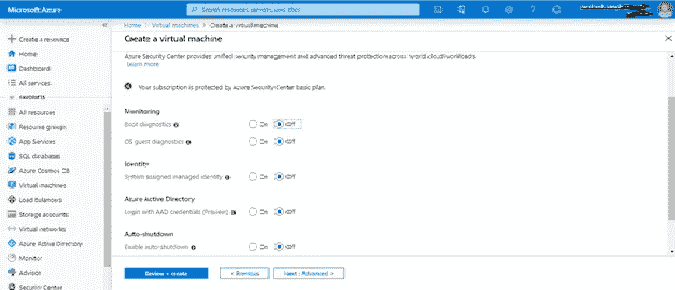 Microsoft Azure
Search resources, services, and docs
Home > Virtual machines > Create a virtual machine
Create a virtual machine
Azure Security Center provides unified security management and advanced threat protection across hybrid cloud workloads.
Learn more
Your subscription is protected by Azure Security Center basic plan.
Monitoring
Boot diagnostics On Off
OS guest diagnostics On Off
Identity
System assigned managed identity On Off
Azure Active Directory
Login with AAD credentials (Preview) On Off
Auto-shutdown
Enable auto-shutdown On Off
Review + create < Previous Next : Advanced >
Create a resource
Home
Dashboard
All services
FAVORITES
All resources
Resource groups
App Services
SQL databases
Azure Cosmos DB
Virtual machines
Load balancers
Storage accounts
Virtual networks
Azure Active Directory
Monitor
Advisor
Security Center